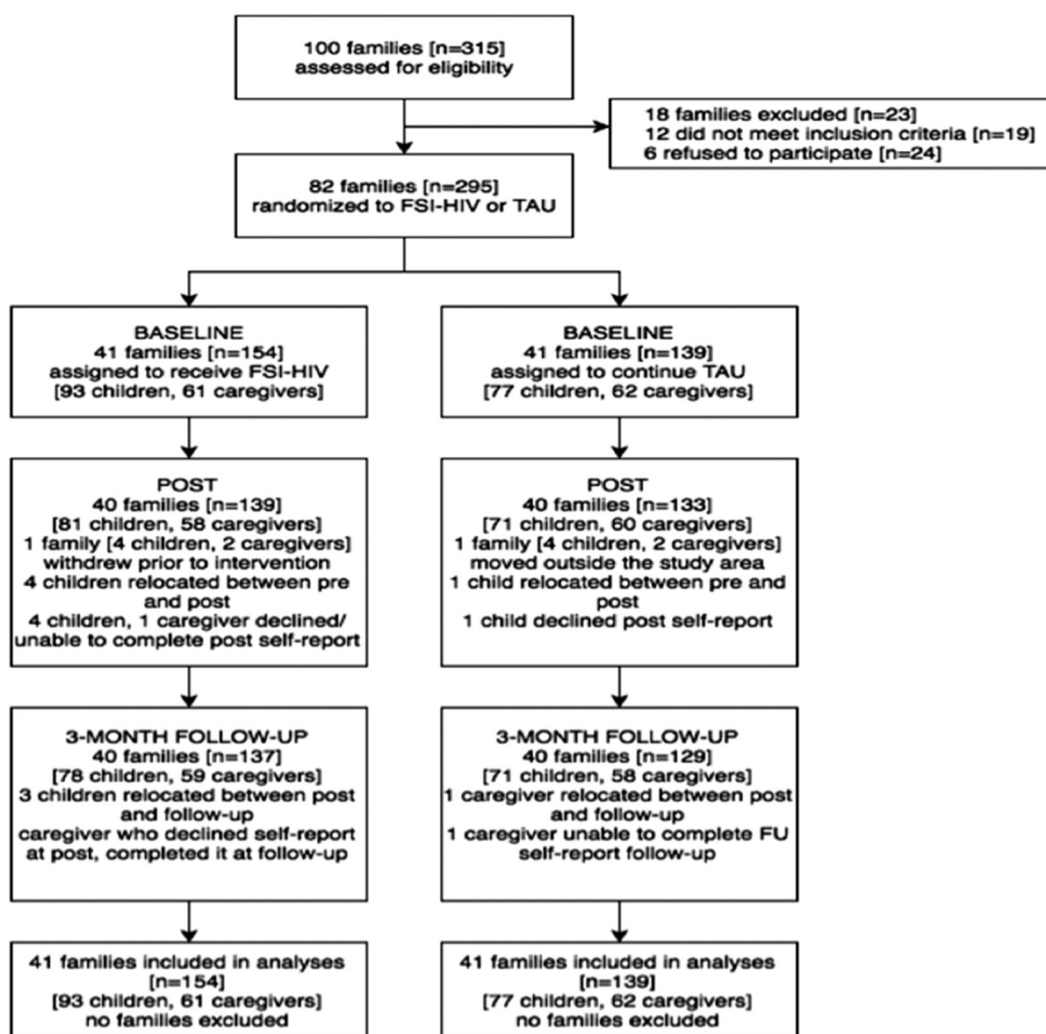 100 families [n=315]
assessed for eligibility
18 families excluded [n=23]
12 did not meet inclusion criteria [n=19]
6 refused to participate [n=24]
82 families [n=295]
randomized to FSI-HIV or TAU
BASELINE
41 families [n=154]
assigned to receive FSI-HIV
[93 children, 61 caregivers]
BASELINE
41 families [n=139]
assigned to continue TAU
[77 children, 62 caregivers]
POST
40 families [n=139]
[81 children, 58 caregivers]
1 family [4 children, 2 caregivers]
withdrew prior to intervention
4 children relocated between pre
and post
4 children, 1 caregiver declined/
unable to complete post self-report
POST
40 families [n=133]
[71 children, 60 caregivers]
1 family [4 children, 2 caregivers]
moved outside the study area
1 child relocated between pre and
post
1 child declined post self-report
3-MONTH FOLLOW-UP
40 families [n=137]
[78 children, 59 caregivers]
3 children relocated between post
and follow-up
caregiver who declined self-report
at post, completed it at follow-up
3-MONTH FOLLOW-UP
40 families [n=129]
[71 children, 58 caregivers]
1 caregiver relocated between post
and follow-up
1 caregiver unable to complete FU
self-report follow-up
41 families included in analyses
[n=154]
[93 children, 61 caregivers]
no families excluded
41 families included in analyses
[n=139]
[77 children, 62 caregivers]
no families excluded